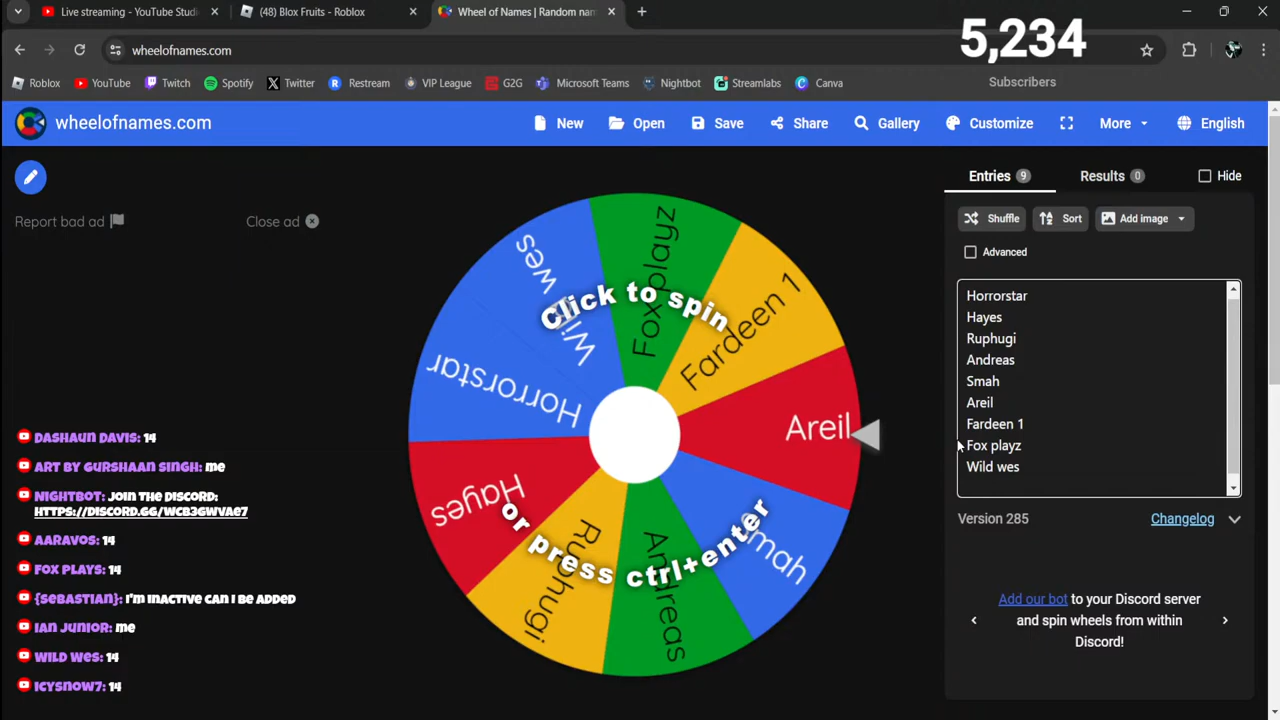 Live streaming - YouTube Studi
(48) Blox Fruits - Roblox
Wheel of Names | Random nam
wheelofnames.com
5,234
Subscribers
Roblox
YouTube
Twitch
Spotify
Twitter
Restream
VIP League
G2G
Microsoft Teams
Nightbot
Streamlabs
Canva
wheelofnames.com
New
Open
Save
Share
Gallery
Customize
More
English
Report bad ad
Close ad
Entries 9
Results 0
Hide
Shuffle
Sort
Add image
Advanced
Horrorstar
Hayes
Ruphugi
Andreas
Smah
Areil
Fardeen 1
Fox playz
Wild wes
Version 285
Changelog
Add our bot to your Discord server
and spin wheels from within
Discord!
Click to spin
or press ctrl+enter
Fox playz
Fardeen 1
Areil
Smah
Andreas
Ruphugi
Hayes
Horrorstar
Wild wes
DASHAUN DAVIS: 14
ART BY GURSHAAN SINGH: me
NIGHTBOT: JOIN THE DISCORD:
HTTPS://DISCORD.GG/WCB3GWVAE7
AARAVOS: 14
FOX PLAYS: 14
{SEBASTIAN}: I'M INACTIVE CAN I BE ADDED
IAN JUNIOR: me
WILD WES: 14
ICYSNOW7: 14